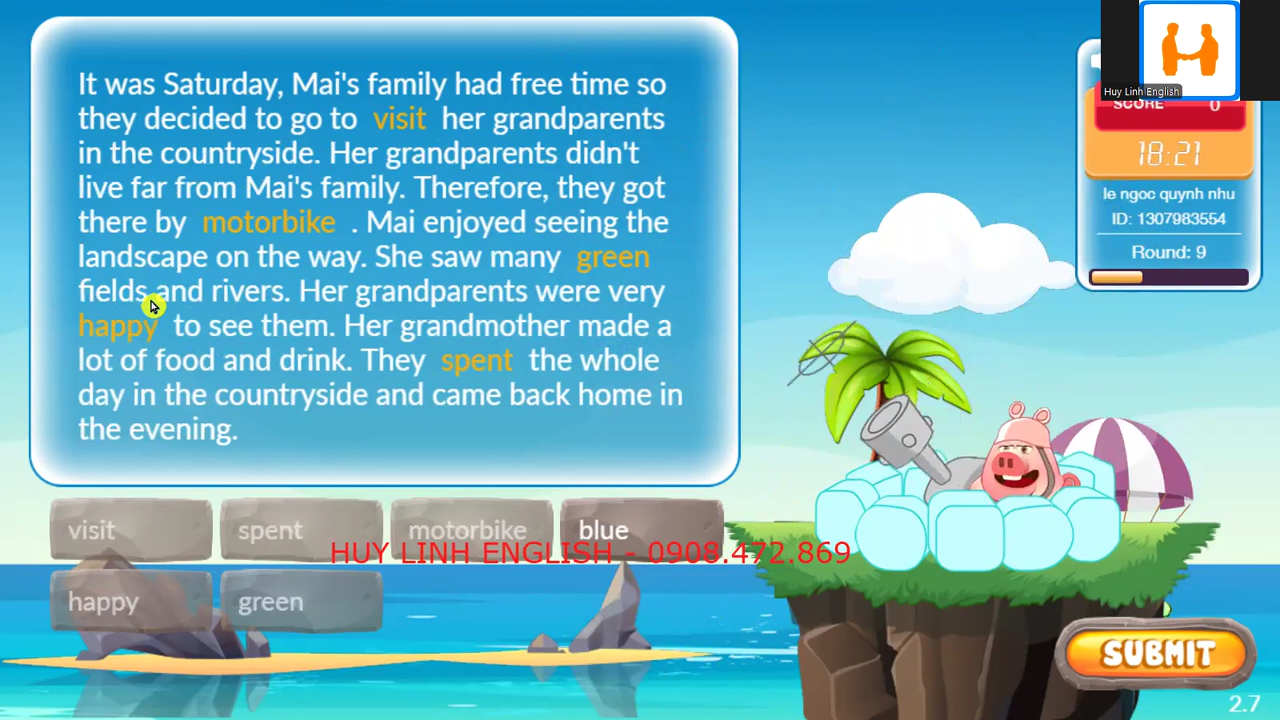 It was Saturday, Mai's family had free time so
they decided to go to visit her grandparents
in the countryside. Her grandparents didn't
live far from Mai's family. Therefore, they got
there by motorbike . Mai enjoyed seeing the
landscape on the way. She saw many green
fields and rivers. Her grandparents were very
happy to see them. Her grandmother made a
lot of food and drink. They spent the whole
day in the countryside and came back home in
the evening.
visit spent motorbike blue
HUY LINH ENGLISH - 0908.472.869
happy green
Huy Linh English
SCORE 0
18:21
le ngoc quynh nhu
ID: 1307983554
Round: 9
SUBMIT
2.7